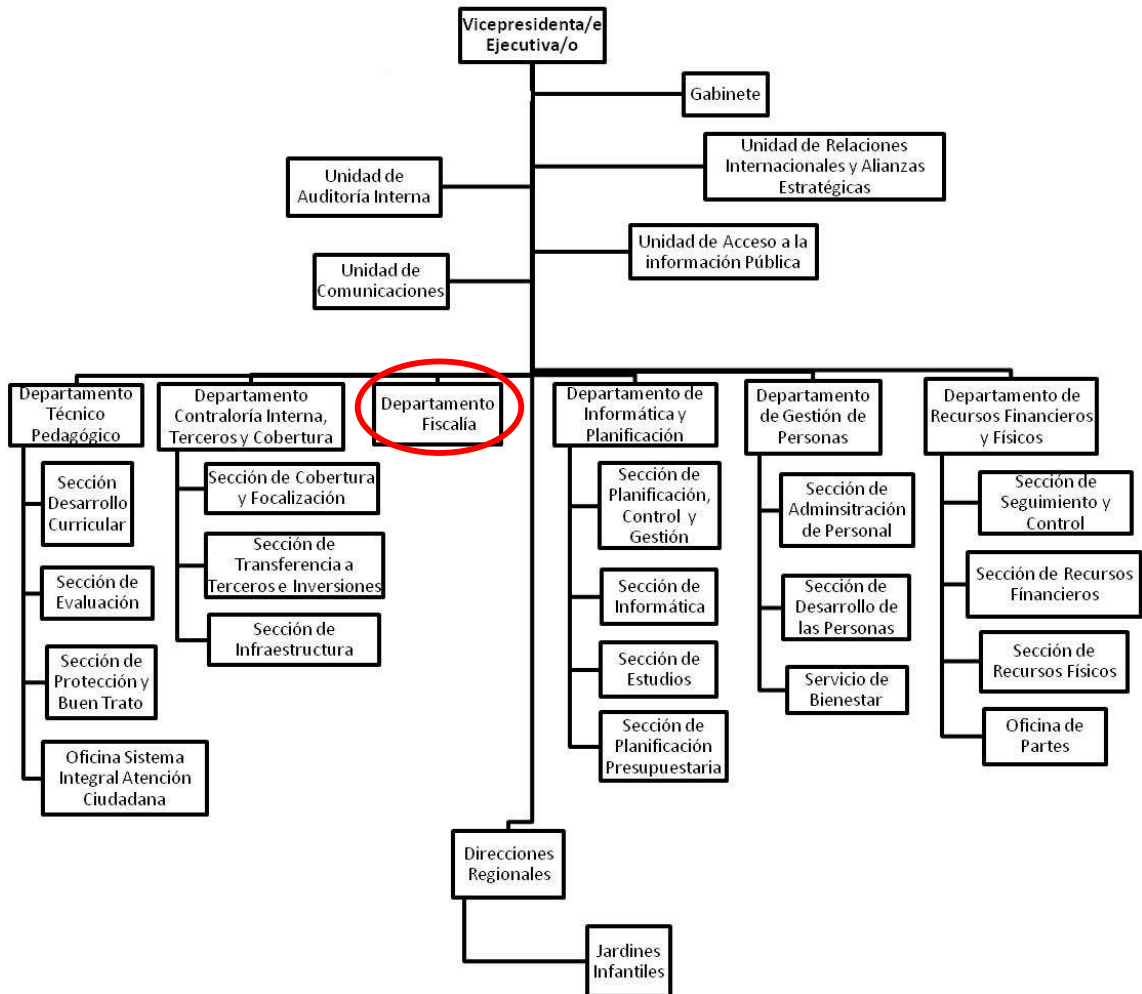 Vicepresidenta/e
Ejecutiva/o
Gabinete
Unidad de Relaciones
Internacionales y Alianzas
Estratégicas
Unidad de
Auditoría Interna
Unidad de Acceso a la
información Pública
Unidad de
Comunicaciones
Departamento
Técnico
Pedagógico
Sección
Desarrollo
Curricular
Sección de
Evaluación
Sección de
Protección y
Buen Trato
Oficina Sistema
Integral Atención
Ciudadana
Departamento
Contraloría Interna,
Terceros y Cobertura
Sección de Cobertura
y Focalización
Sección de
Transferencia a
Terceros e Inversiones
Sección de
Infraestructura
Departamento
Fiscalía
Departamento de
Informática y
Planificación
Sección de
Planificación,
Control y
Gestión
Sección de
Informática
Sección de
Estudios
Sección de
Planificación
Presupuestaria
Departamento
de Gestión de
Personas
Sección de
Adminsitración
de Personal
Sección de
Desarrollo de
las Personas
Servicio de
Bienestar
Departamento de
Recursos Financieros
y Físicos
Sección de
Seguimiento y
Control
Sección de Recursos
Fínancieros
Sección de
Recursos Físicos
Oficina de
Partes
Direcciones
Regionales
Jardines
Infantiles